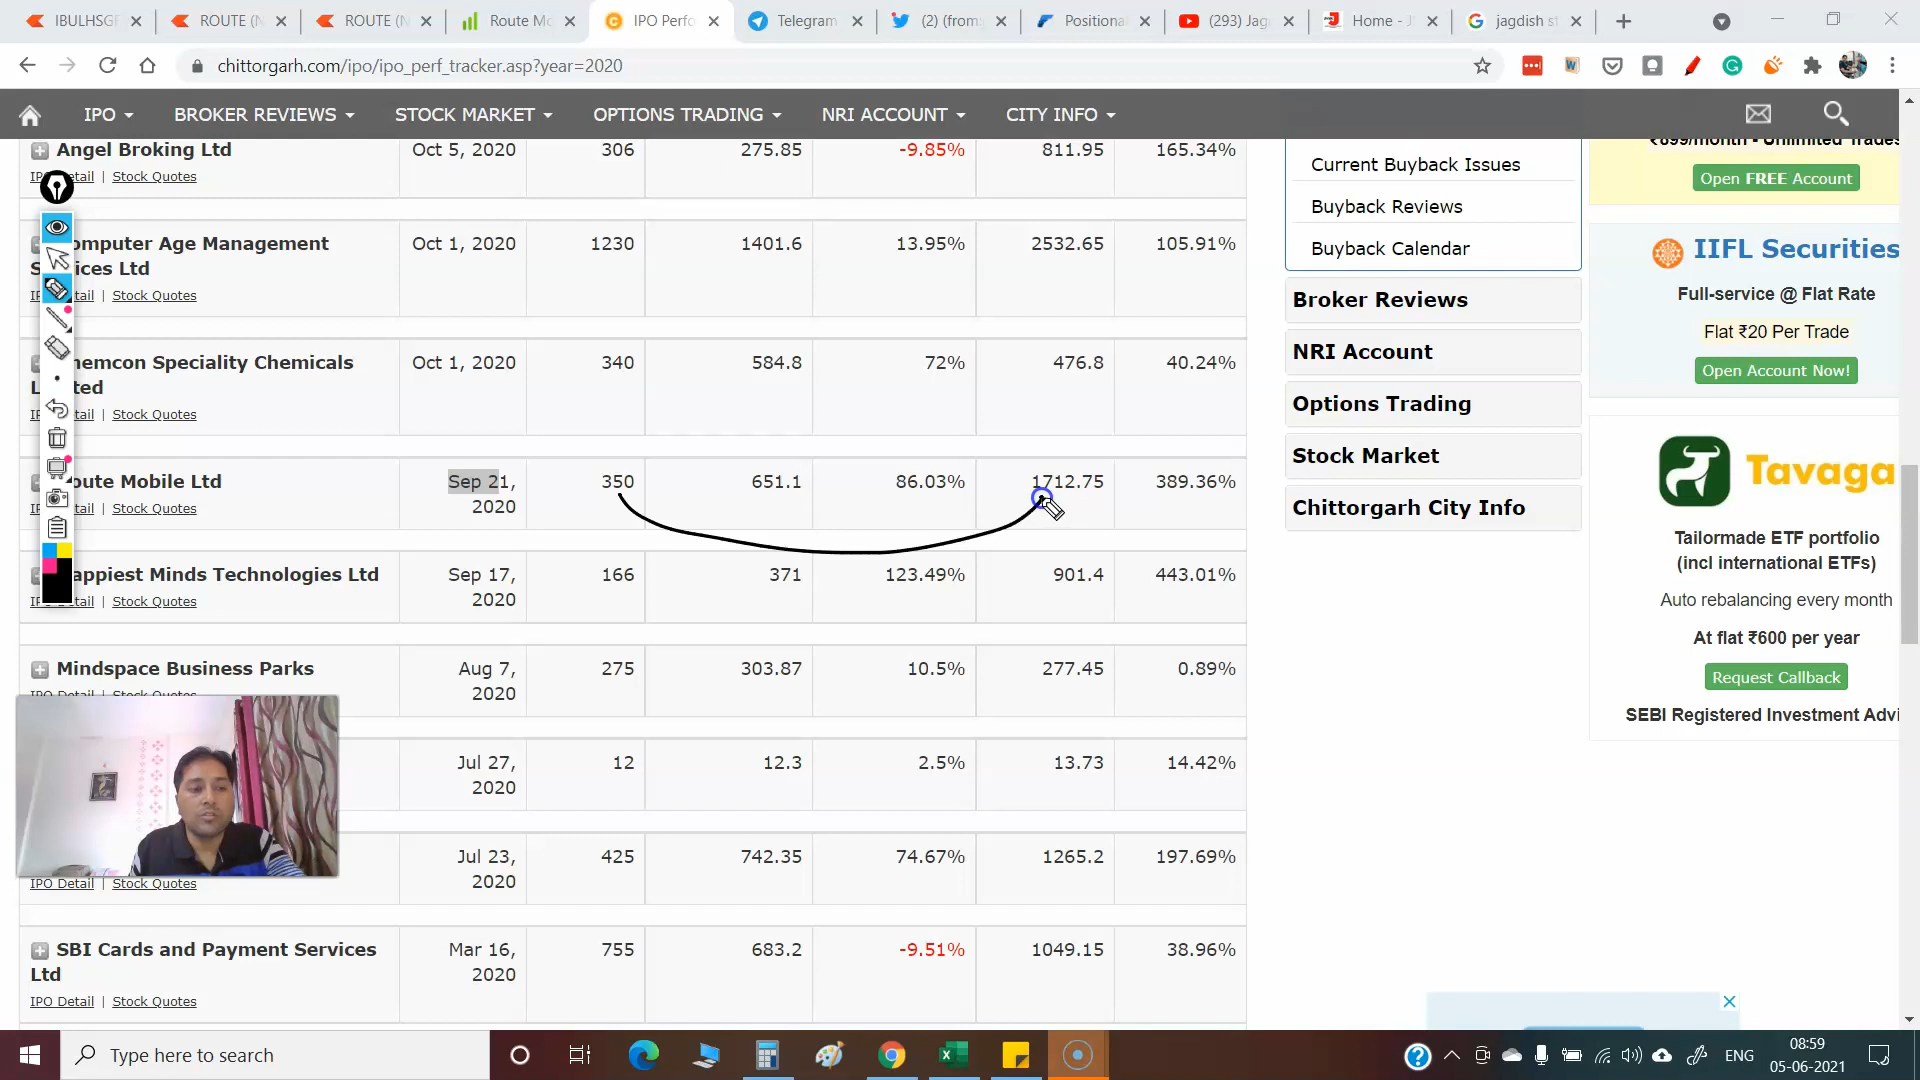 IBULHSGF
ROUTE (N
ROUTE (N
Route Mo
IPO Perfo
Telegram
(2) (from:
Positiona
(293) Jag
Home - J
jagdish st
chittorgarh.com/ipo/ipo_perf_tracker.asp?year=2020
IPO BROKER REVIEWS STOCK MARKET OPTIONS TRADING NRI ACCOUNT CITY INFO
Angel Broking Ltd Oct 5, 2020 306 275.85 -9.85% 811.95 165.34%
Stock Quotes
omputer Age Management Oct 1, 2020 1230 1401.6 13.95% 2532.65 105.91%
S ices Ltd
Stock Quotes
hemcon Speciality Chemicals Oct 1, 2020 340 584.8 72% 476.8 40.24%
L ted
Stock Quotes
oute Mobile Ltd Sep 21, 350 651.1 86.03% 1712.75 389.36%
2020
Stock Quotes
appiest Minds Technologies Ltd Sep 17, 166 371 123.49% 901.4 443.01%
2020
Stock Quotes
Mindspace Business Parks Aug 7, 275 303.87 10.5% 277.45 0.89%
2020
IPO Detail | Stock Quotes
Jul 27, 12 12.3 2.5% 13.73 14.42%
2020
Jul 23, 425 742.35 74.67% 1265.2 197.69%
2020
IPO Detail | Stock Quotes
SBI Cards and Payment Services Mar 16, 755 683.2 -9.51% 1049.15 38.96%
Ltd 2020
IPO Detail | Stock Quotes
Current Buyback Issues
Buyback Reviews
Buyback Calendar
Broker Reviews
NRI Account
Options Trading
Stock Market
Chittorgarh City Info
₹899/month - Unlimited Trades
Open FREE Account
IIFL Securities
Full-service @ Flat Rate
Flat ₹20 Per Trade
Open Account Now!
Tavaga
Tailormade ETF portfolio
(incl international ETFs)
Auto rebalancing every month
At flat ₹600 per year
Request Callback
SEBI Registered Investment Advi
Type here to search
ENG
08:59
05-06-2021